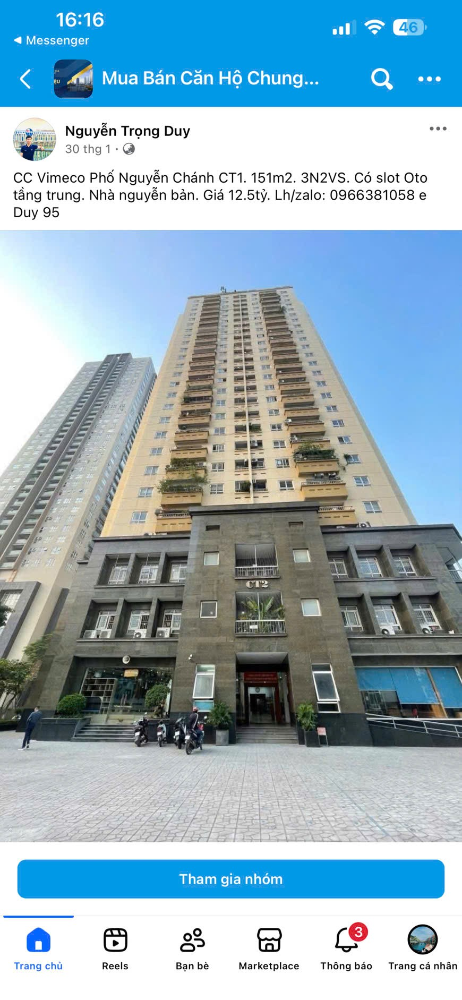 16:16
46
Messenger
Mua Bán Căn Hộ Chung...
Nguyễn Trọng Duy
30 thg 1
CC Vimeco Phố Nguyễn Chánh CT1. 151m2. 3N2VS. Có slot Oto
tầng trung. Nhà nguyễn bản. Giá 12.5tỷ. Lh/zalo: 0966381058 e
Duy 95
CT2
Tham gia nhóm
3
Trang chủ
Reels
Bạn bè
Marketplace
Thông báo
Trang cá nhân